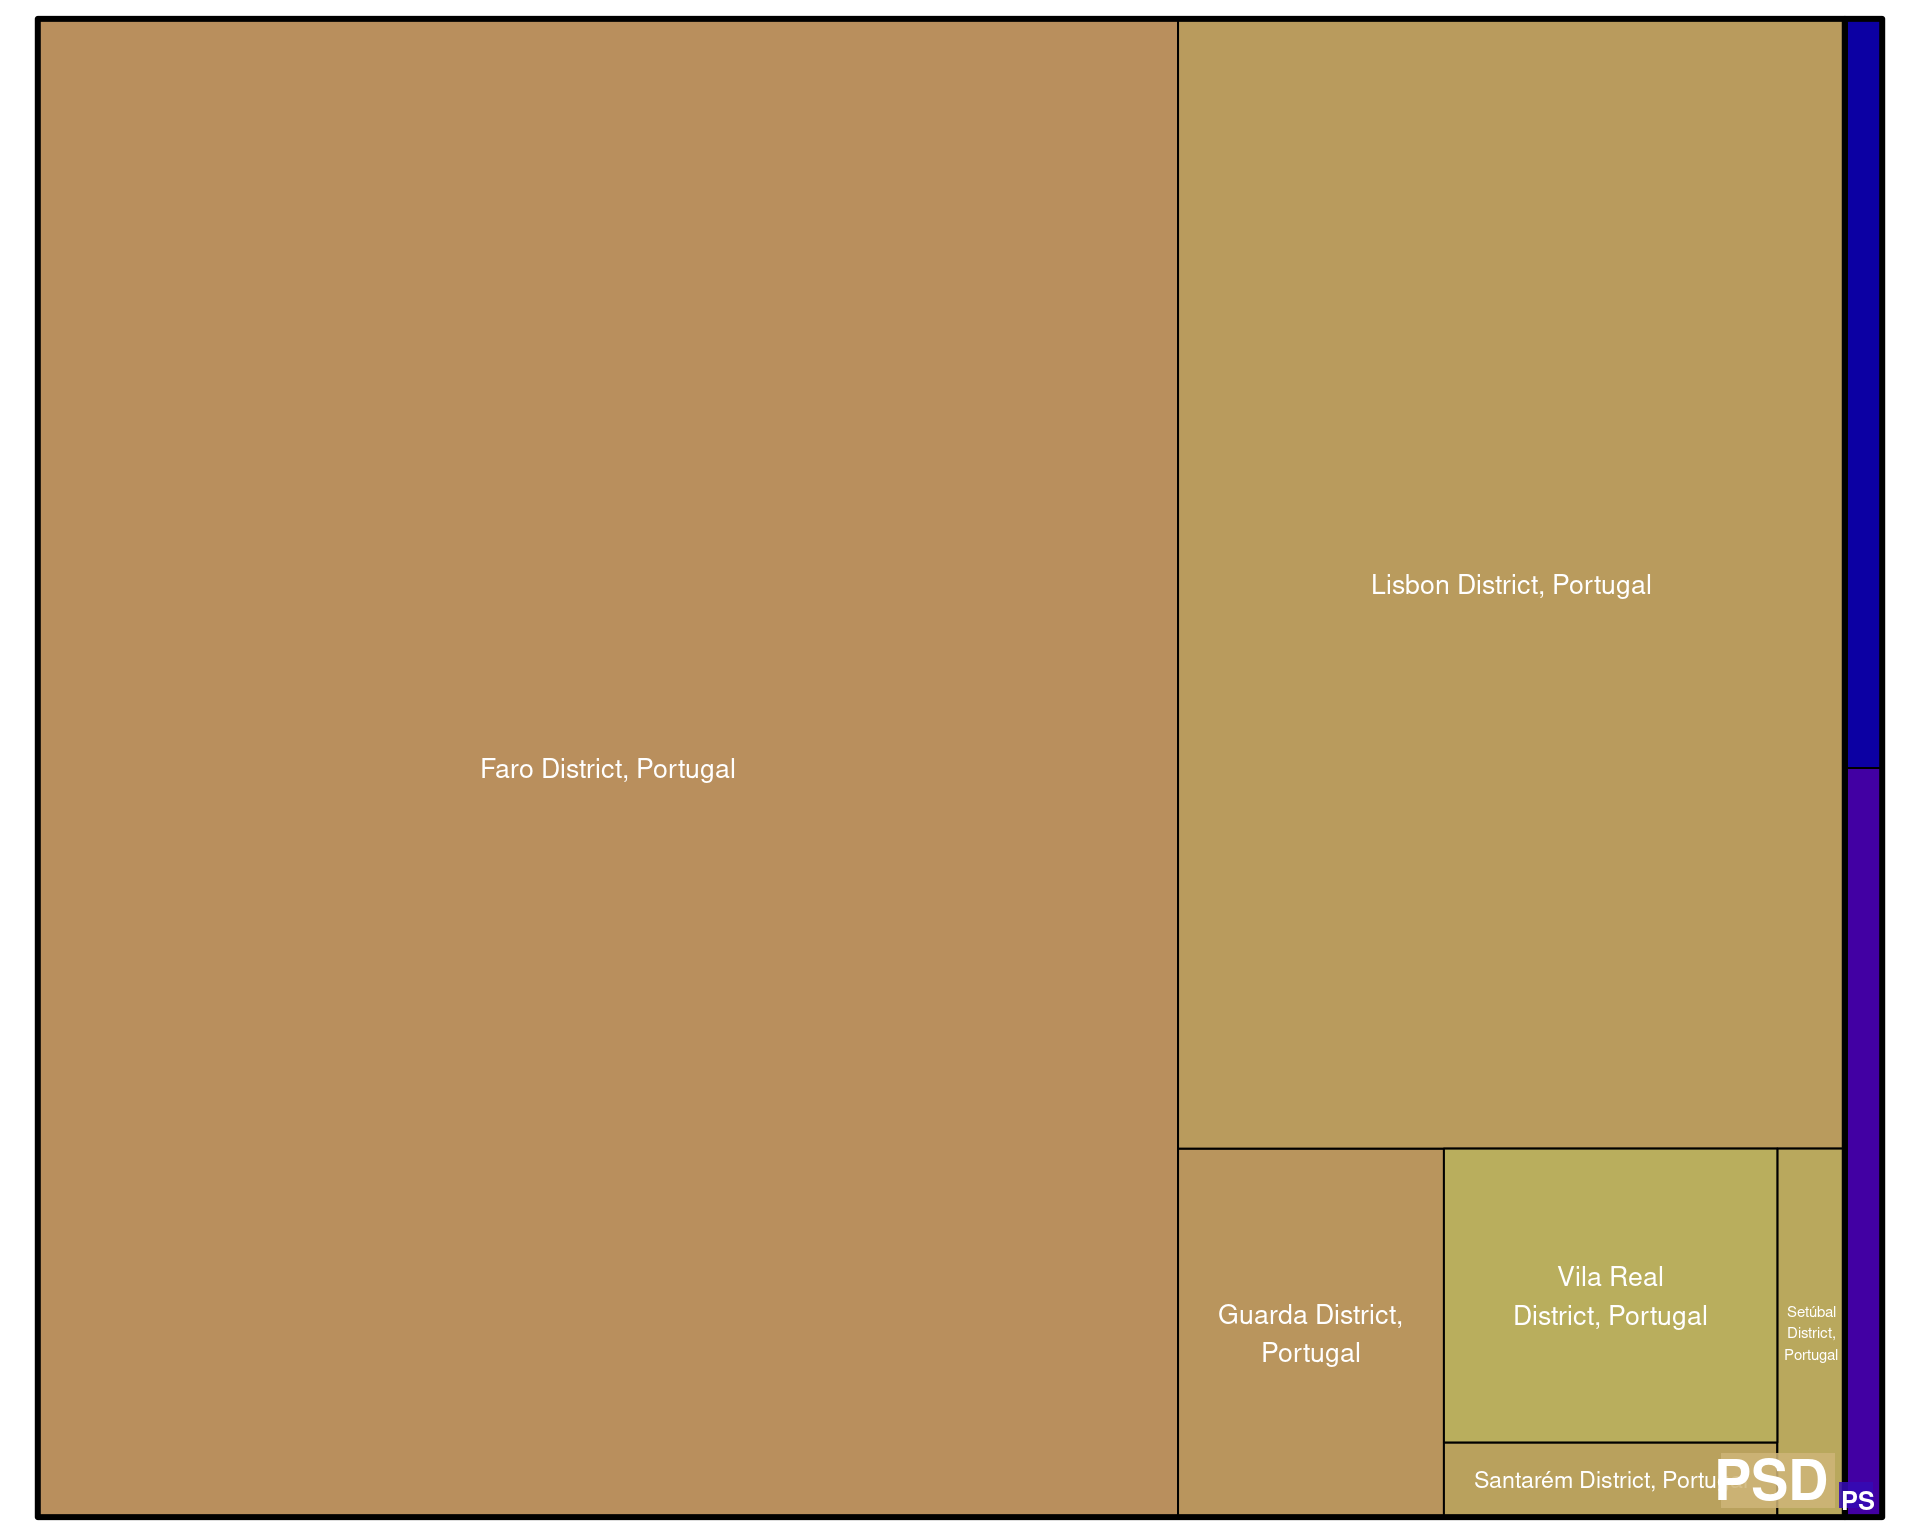 Lisbon District, Portugal
Faro District, Portugal
Vila Real
District, Portugal
Guarda District,
Portugal
Setúbal
District,
Portugal
Santarém District, Portu
PSD
PS